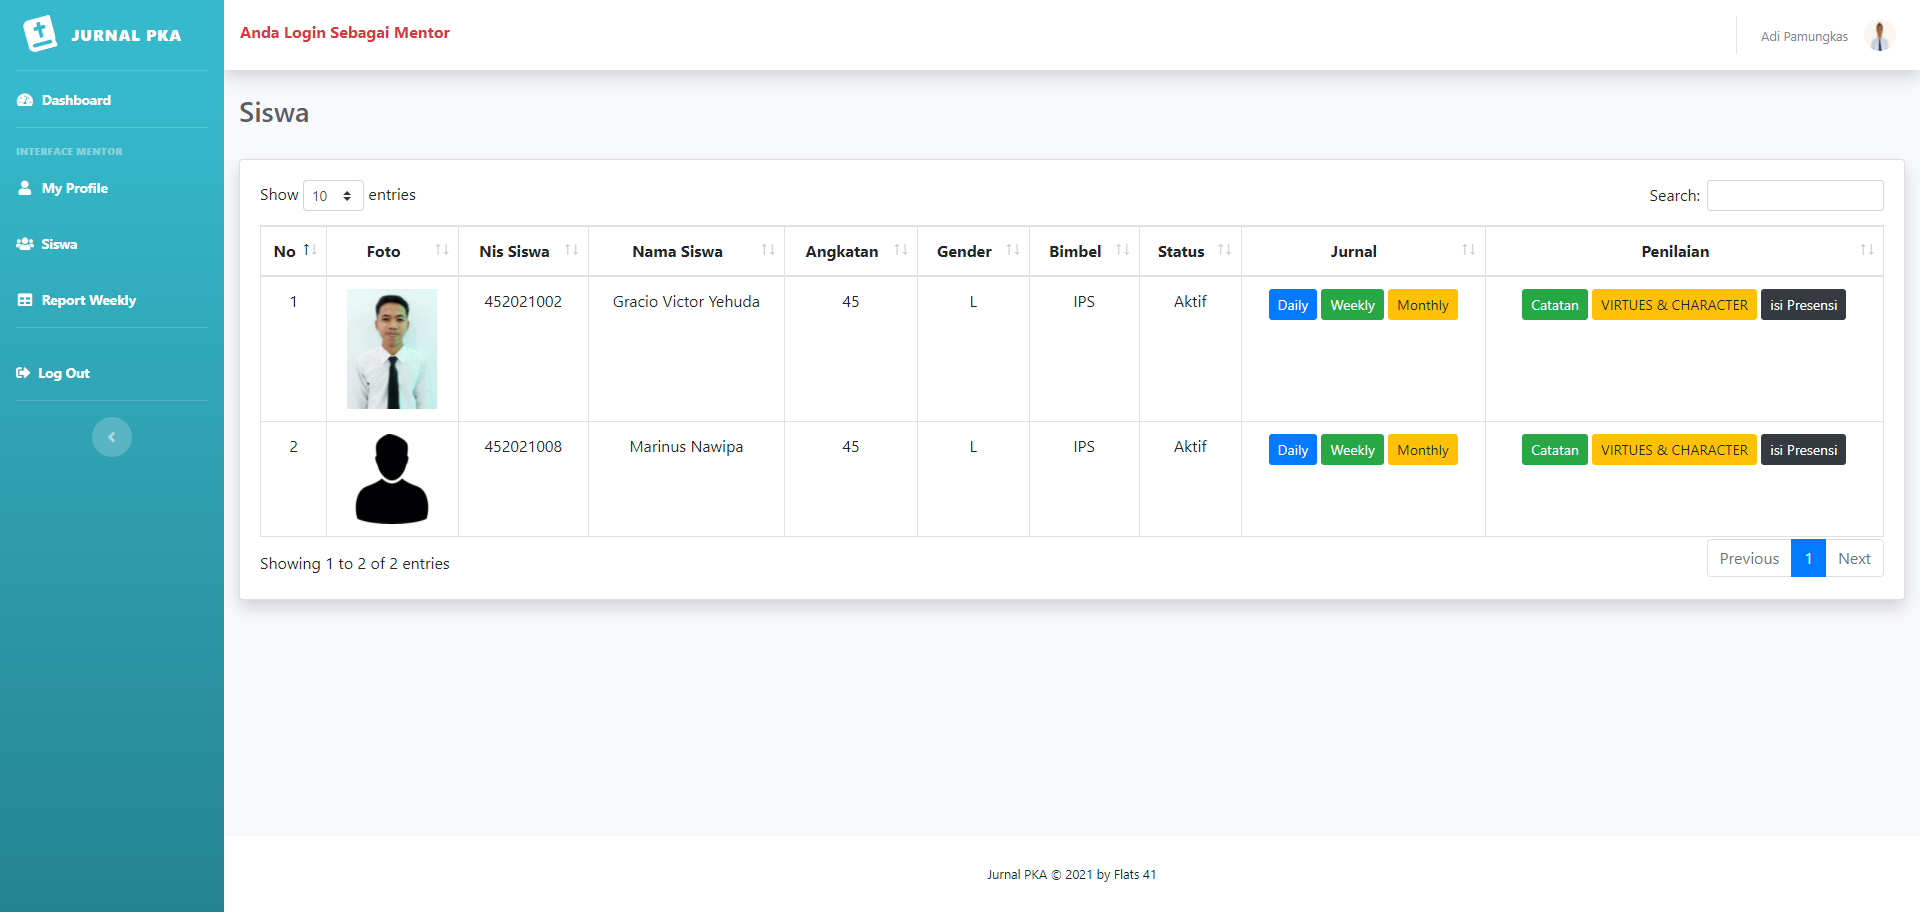 JURNAL PKA
Anda Login Sebagai Mentor
Adi Pamungkas
Dashboard
INTERFACE MENTOR
My Profile
Siswa
Report Weekly
Log Out
Siswa
Show 10 entries
Search:
No Foto Nis Siswa Nama Siswa Angkatan Gender Bimbel Status Jurnal Penilaian
1 452021002 Gracio Victor Yehuda 45 L IPS Aktif Daily Weekly Monthly Catatan VIRTUES & CHARACTER isi Presensi
2 452021008 Marinus Nawipa 45 L IPS Aktif Daily Weekly Monthly Catatan VIRTUES & CHARACTER isi Presensi
Showing 1 to 2 of 2 entries
Previous 1 Next
Jurnal PKA © 2021 by Flats 41